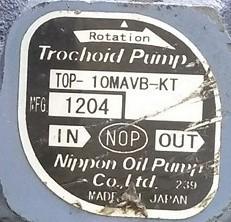 Rotation
Trochoid Pump
TOP- 10MAVB-KT
MFG 1204
IN NOP OUT
Nippon Oil Pump
Co., Ltd. 239
MADE JAPAN